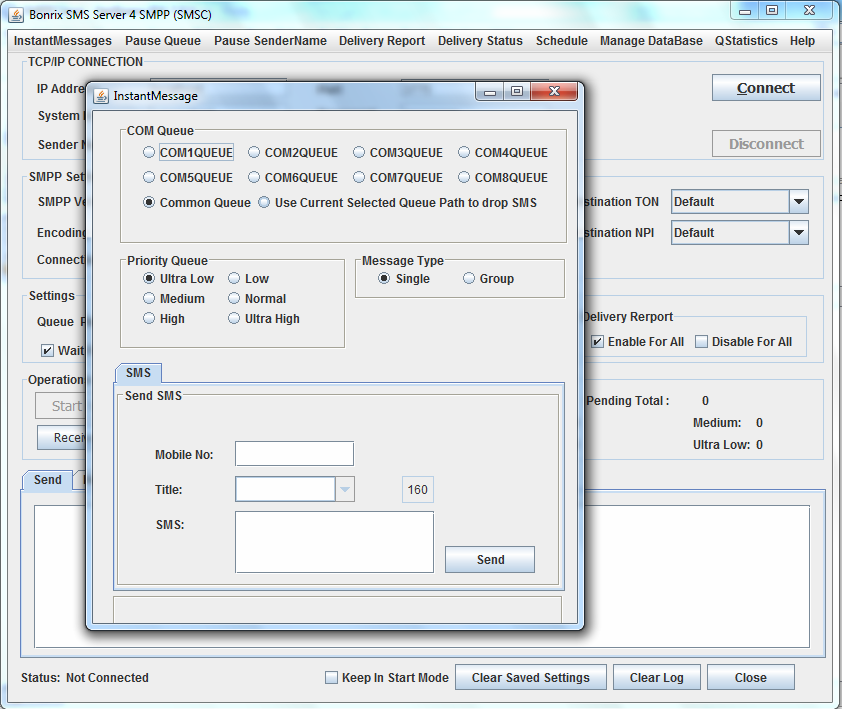 Bonrix SMS Server 4 SMPP (SMSC)
InstantMessages Pause Queue Pause SenderName Delivery Report Delivery Status Schedule Manage DataBase QStatistics Help
TCP/IP CONNECTION
IP Addre
Connect
System
Sender
Disconnect
SMPP Set
SMPP Ve
stination TON Default
Encoding
stination NPI Default
Connect
Settings
Queue
Delivery Rerport
Wait
Enable For All Disable For All
Operation
Start
Pending Total : 0
Medium: 0
Recei
Ultra Low: 0
Send
InstantMessage
COM Queue
COM1QUEUE COM2QUEUE COM3QUEUE COM4QUEUE
COM5QUEUE COM6QUEUE COM7QUEUE COM8QUEUE
Common Queue Use Current Selected Queue Path to drop SMS
Priority Queue
Ultra Low Low
Medium Normal
High Ultra High
Message Type
Single Group
SMS
Send SMS
Mobile No:
Title:
160
SMS:
Send
Status: Not Connected
Keep In Start Mode Clear Saved Settings Clear Log Close